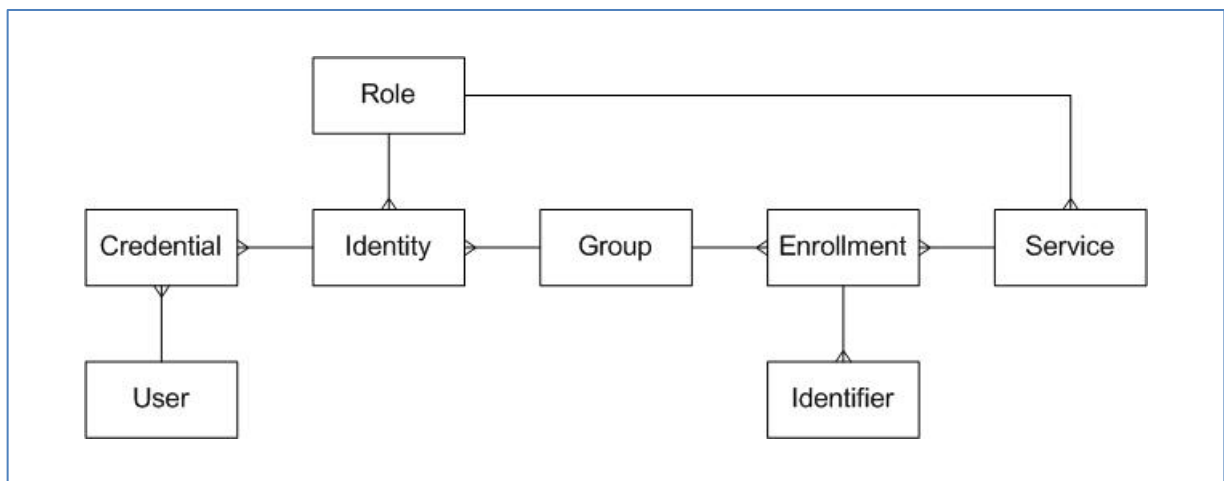 Role
Credential
Identity
Group
Enrollment
Service
User
Identifier